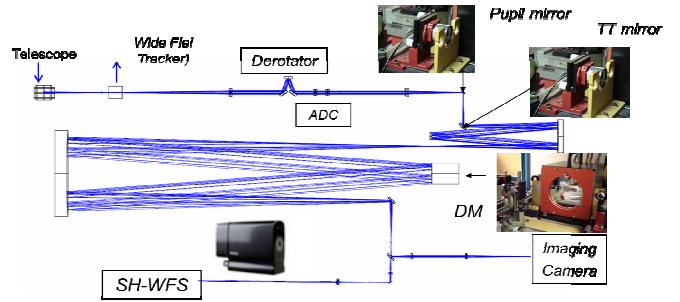 Pupil mirror
TT mirror
Telescope
Wide Fiel
Tracker)
Derotator
ADC
DM
Imaging
Camera
SH-WFS